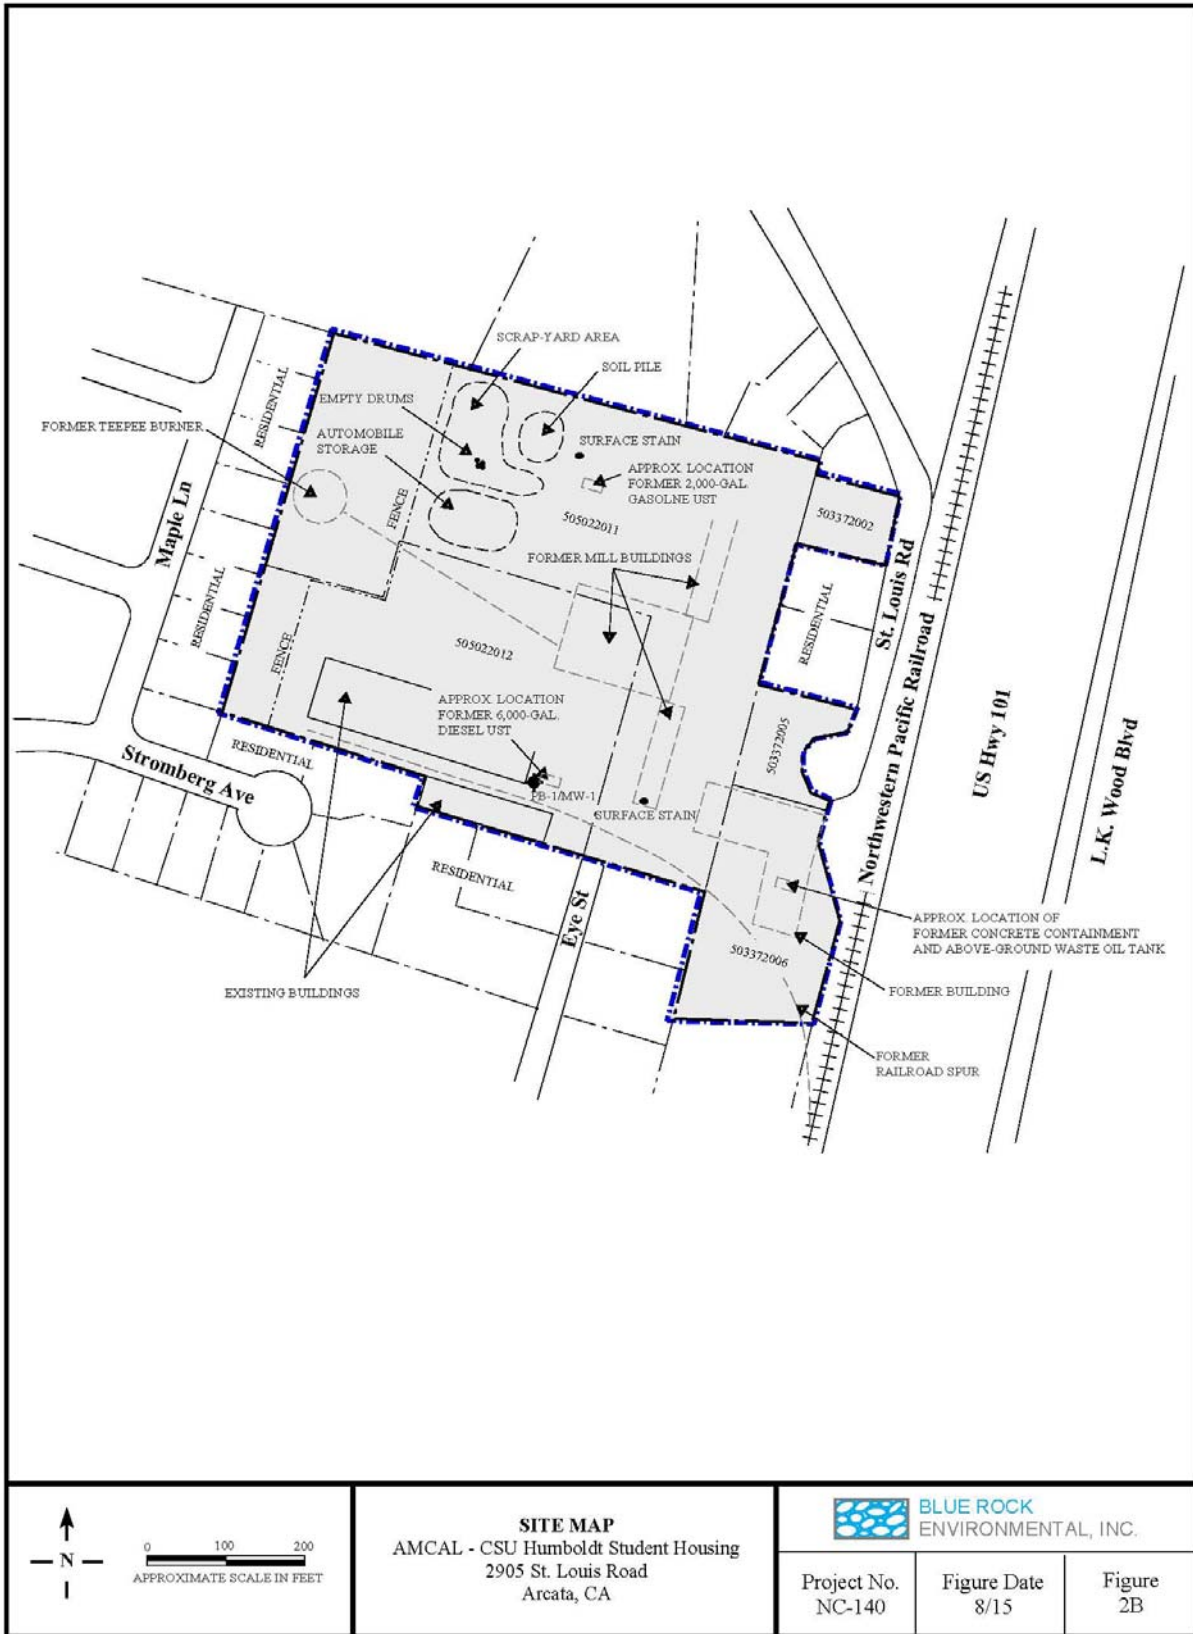 SCRAP-YARD AREA
SOIL PILE
RESIDENTIAL
EMPTY DRUMS
FORMER TEEPEE BURNER
AUTOMOBILE
STORAGE
SURFACE STAIN
APPROX. LOCATION
FORMER 2,000-GAL.
GASOLNE UST
FENCE
505022011
503372002
Maple Ln
FORMER MILL BUILDINGS
St. Louis Rd
RESIDENTIAL
RESIDENTIAL
FENCE
505022012
Northwestern Pacific Railroad
US Hwy 101
L.K. Wood Blvd
APPROX. LOCATION
FORMER 6,000-GAL.
DIESEL UST
503372005
RESIDENTIAL
Stromberg Ave
PB-1/MW-1
SURFACE STAIN
RESIDENTIAL
Eye St
APPROX. LOCATION OF
FORMER CONCRETE CONTAINMENT
AND ABOVE-GROUND WASTE OIL TANK
503372006
EXISTING BUILDINGS
FORMER BUILDING
FORMER
RAILROAD SPUR
N
0 100 200
APPROXIMATE SCALE IN FEET
SITE MAP
AMCAL - CSU Humboldt Student Housing
2905 St. Louis Road
Arcata, CA
BLUE ROCK
ENVIRONMENTAL, INC.
Project No.
NC-140
Figure Date
8/15
Figure
2B